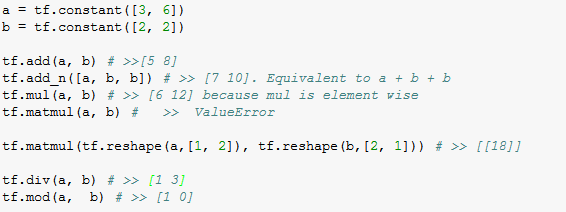 a = tf.constant([3, 6])
b = tf.constant([2, 2])
tf.add(a, b) # >>[5 8]
tf.add_n([a, b, b]) # >> [7 10]. Equivalent to a + b + b
tf.mul(a, b) # >> [6 12] because mul is element wise
tf.matmul(a, b) # >> ValueError
tf.matmul(tf.reshape(a,[1, 2]), tf.reshape(b,[2, 1])) # >> [[18]]
tf.div(a, b) # >> [1 3]
tf.mod(a, b) # >> [1 0]